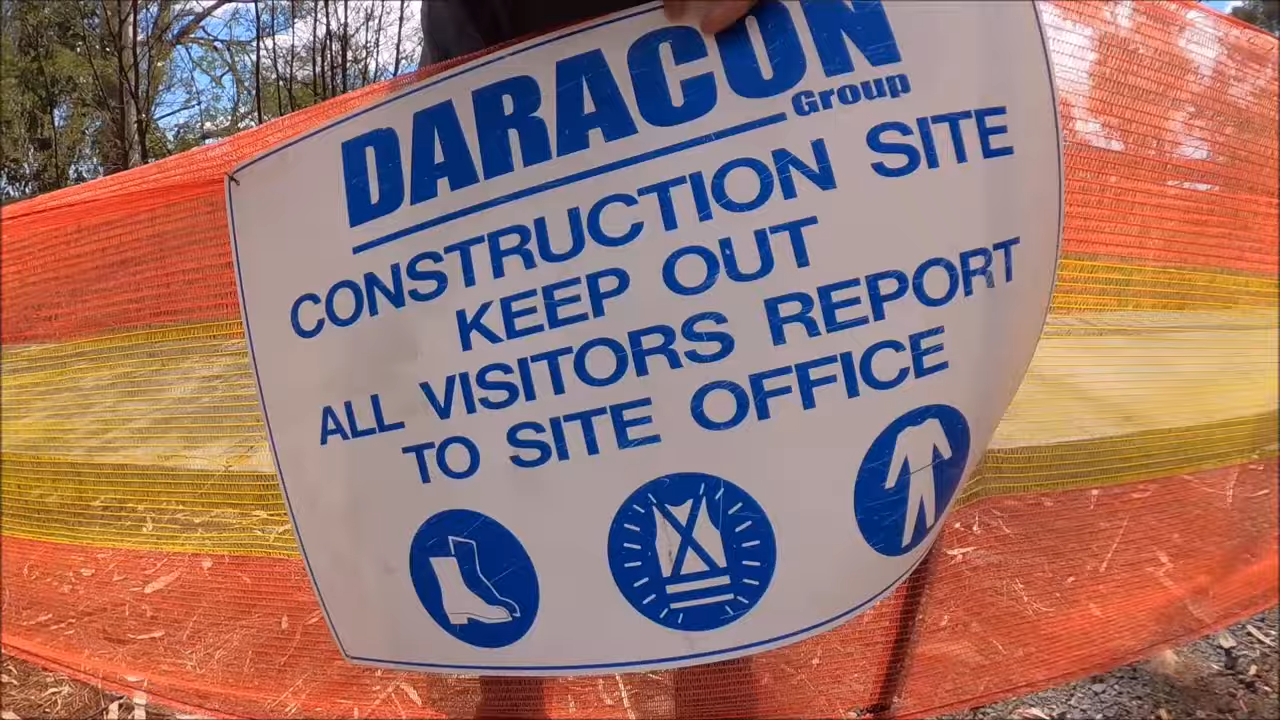 DARACON
Group
CONSTRUCTION SITE
KEEP OUT
ALL VISITORS REPORT
TO SITE OFFICE